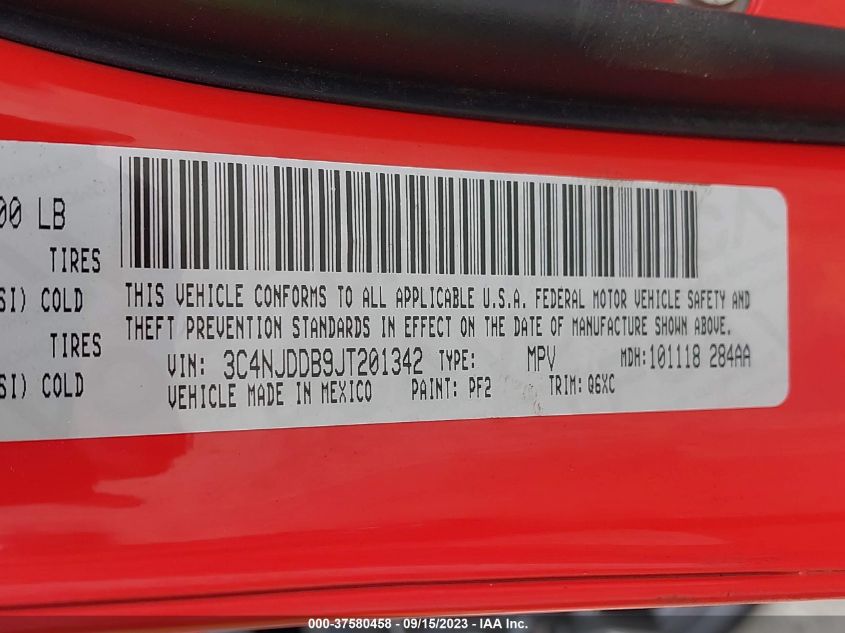 00 LB
TIRES
SI) COLD
TIRES
SI) COLD
THIS VEHICLE CONFORMS TO ALL APPLICABLE U.S.A. FEDERAL MOTOR VEHICLE SAFETY AND
THEFT PREVENTION STANDARDS IN EFFECT ON THE DATE OF MANUFACTURE SHOWN ABOVE.
VIN: 3C4NJDDB9JT201342 TYPE: MPV MDH:101118 284AA
VEHICLE MADE IN MEXICO PAINT: PF2 TRIM: Q6XC
000-37580458 - 09/15/2023 - IAA Inc.